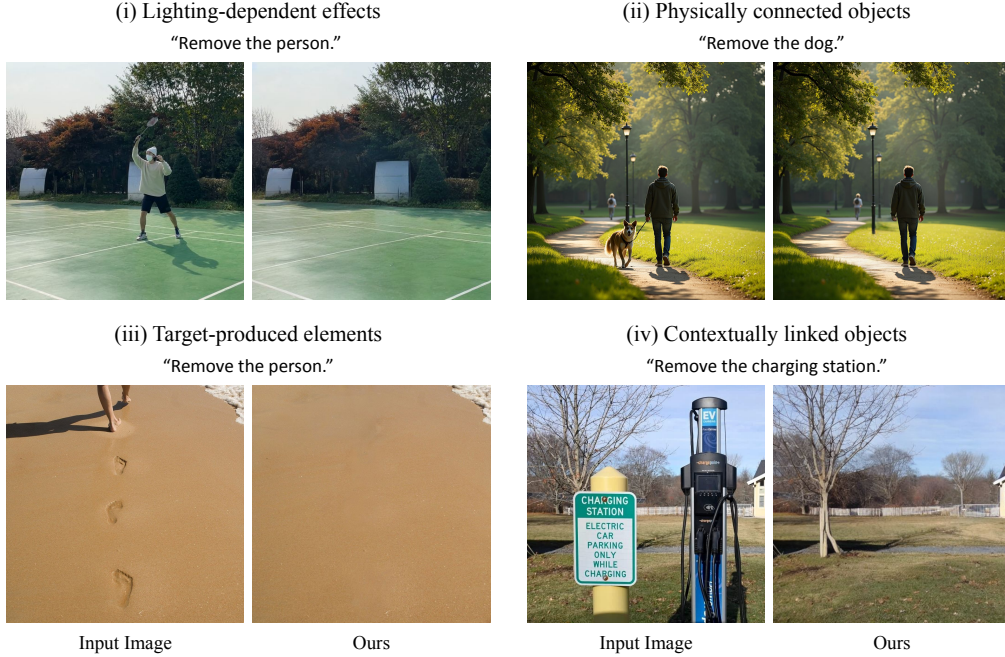 (i) Lighting-dependent effects
“Remove the person.”
(ii) Physically connected objects
“Remove the dog.”
(iii) Target-produced elements
“Remove the person.”
(iv) Contextually linked objects
“Remove the charging station.”
EV
CHARGING
STATION
ELECTRIC
CAR
PARKING
ONLY
WHILE
CHARGING
Input Image
Ours
Input Image
Ours